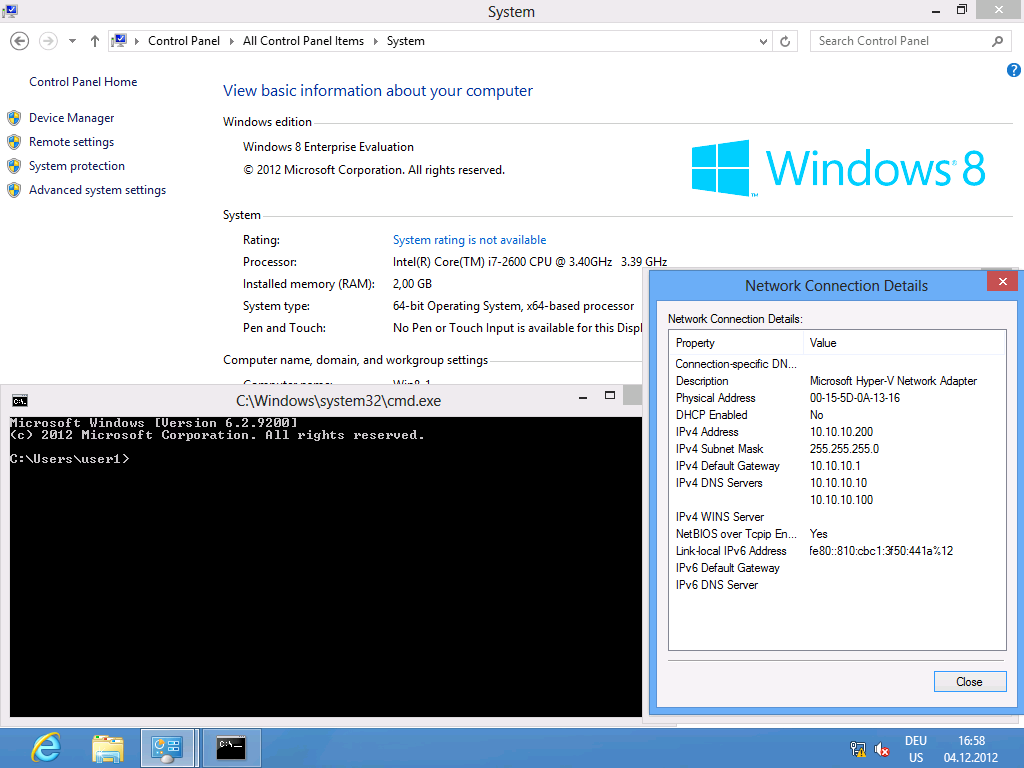 System
Control Panel Items All Control Panel Items System
Search Control Panel
Control Panel Home
Device Manager
Remote settings
System protection
Advanced system settings
View basic information about your computer
Windows edition
Windows 8 Enterprise Evaluation
© 2012 Microsoft Corporation. All rights reserved.
Windows 8
System
Rating: System rating is not available
Processor: Intel(R) Core(TM) i7-2600 CPU @ 3.40GHz 3.39 GHz
Installed memory (RAM): 2,00 GB
System type: 64-bit Operating System, x64-based processor
Pen and Touch: No Pen or Touch Input is available for this Displ
Computer name, domain, and workgroup settings
C:\Windows\system32\cmd.exe
Microsoft Windows [Version 6.2.9200]
(c) 2012 Microsoft Corporation. All rights reserved.
C:\Users\user1>
Network Connection Details
Network Connection Details:
Property Value
Connection-specific DN...
Description Microsoft Hyper-V Network Adapter
Physical Address 00-15-5D-0A-13-16
DHCP Enabled No
IPv4 Address 10.10.10.200
IPv4 Subnet Mask 255.255.255.0
IPv4 Default Gateway 10.10.10.1
IPv4 DNS Servers 10.10.10.10
10.10.10.100
IPv4 WINS Server
NetBIOS over Tcpip En... Yes
Link-local IPv6 Address fe80::810:cbc1:3f50:441a%12
IPv6 Default Gateway
IPv6 DNS Server
Close
DEU 16:58
US 04.12.2012